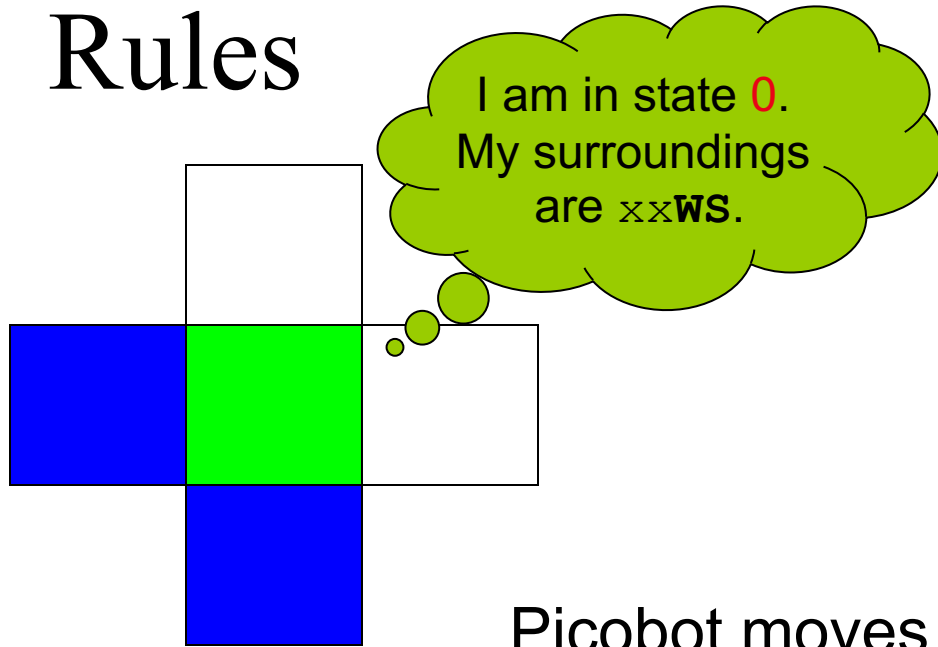 Rules
I am in state 0.
My surroundings
are xxWS.
Picobot moves